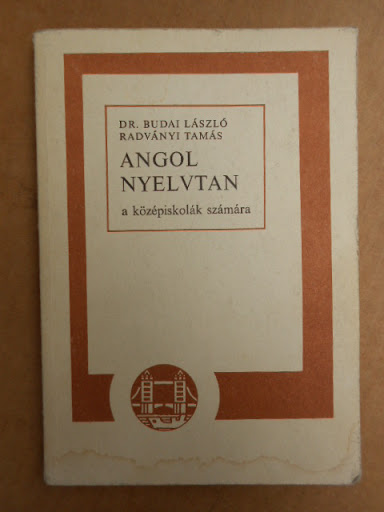 DR. BUDAI LÁSZLÓ
RADVÁNYI TAMÁS
ANGOL
NYELVTAN
a középiskolák számára